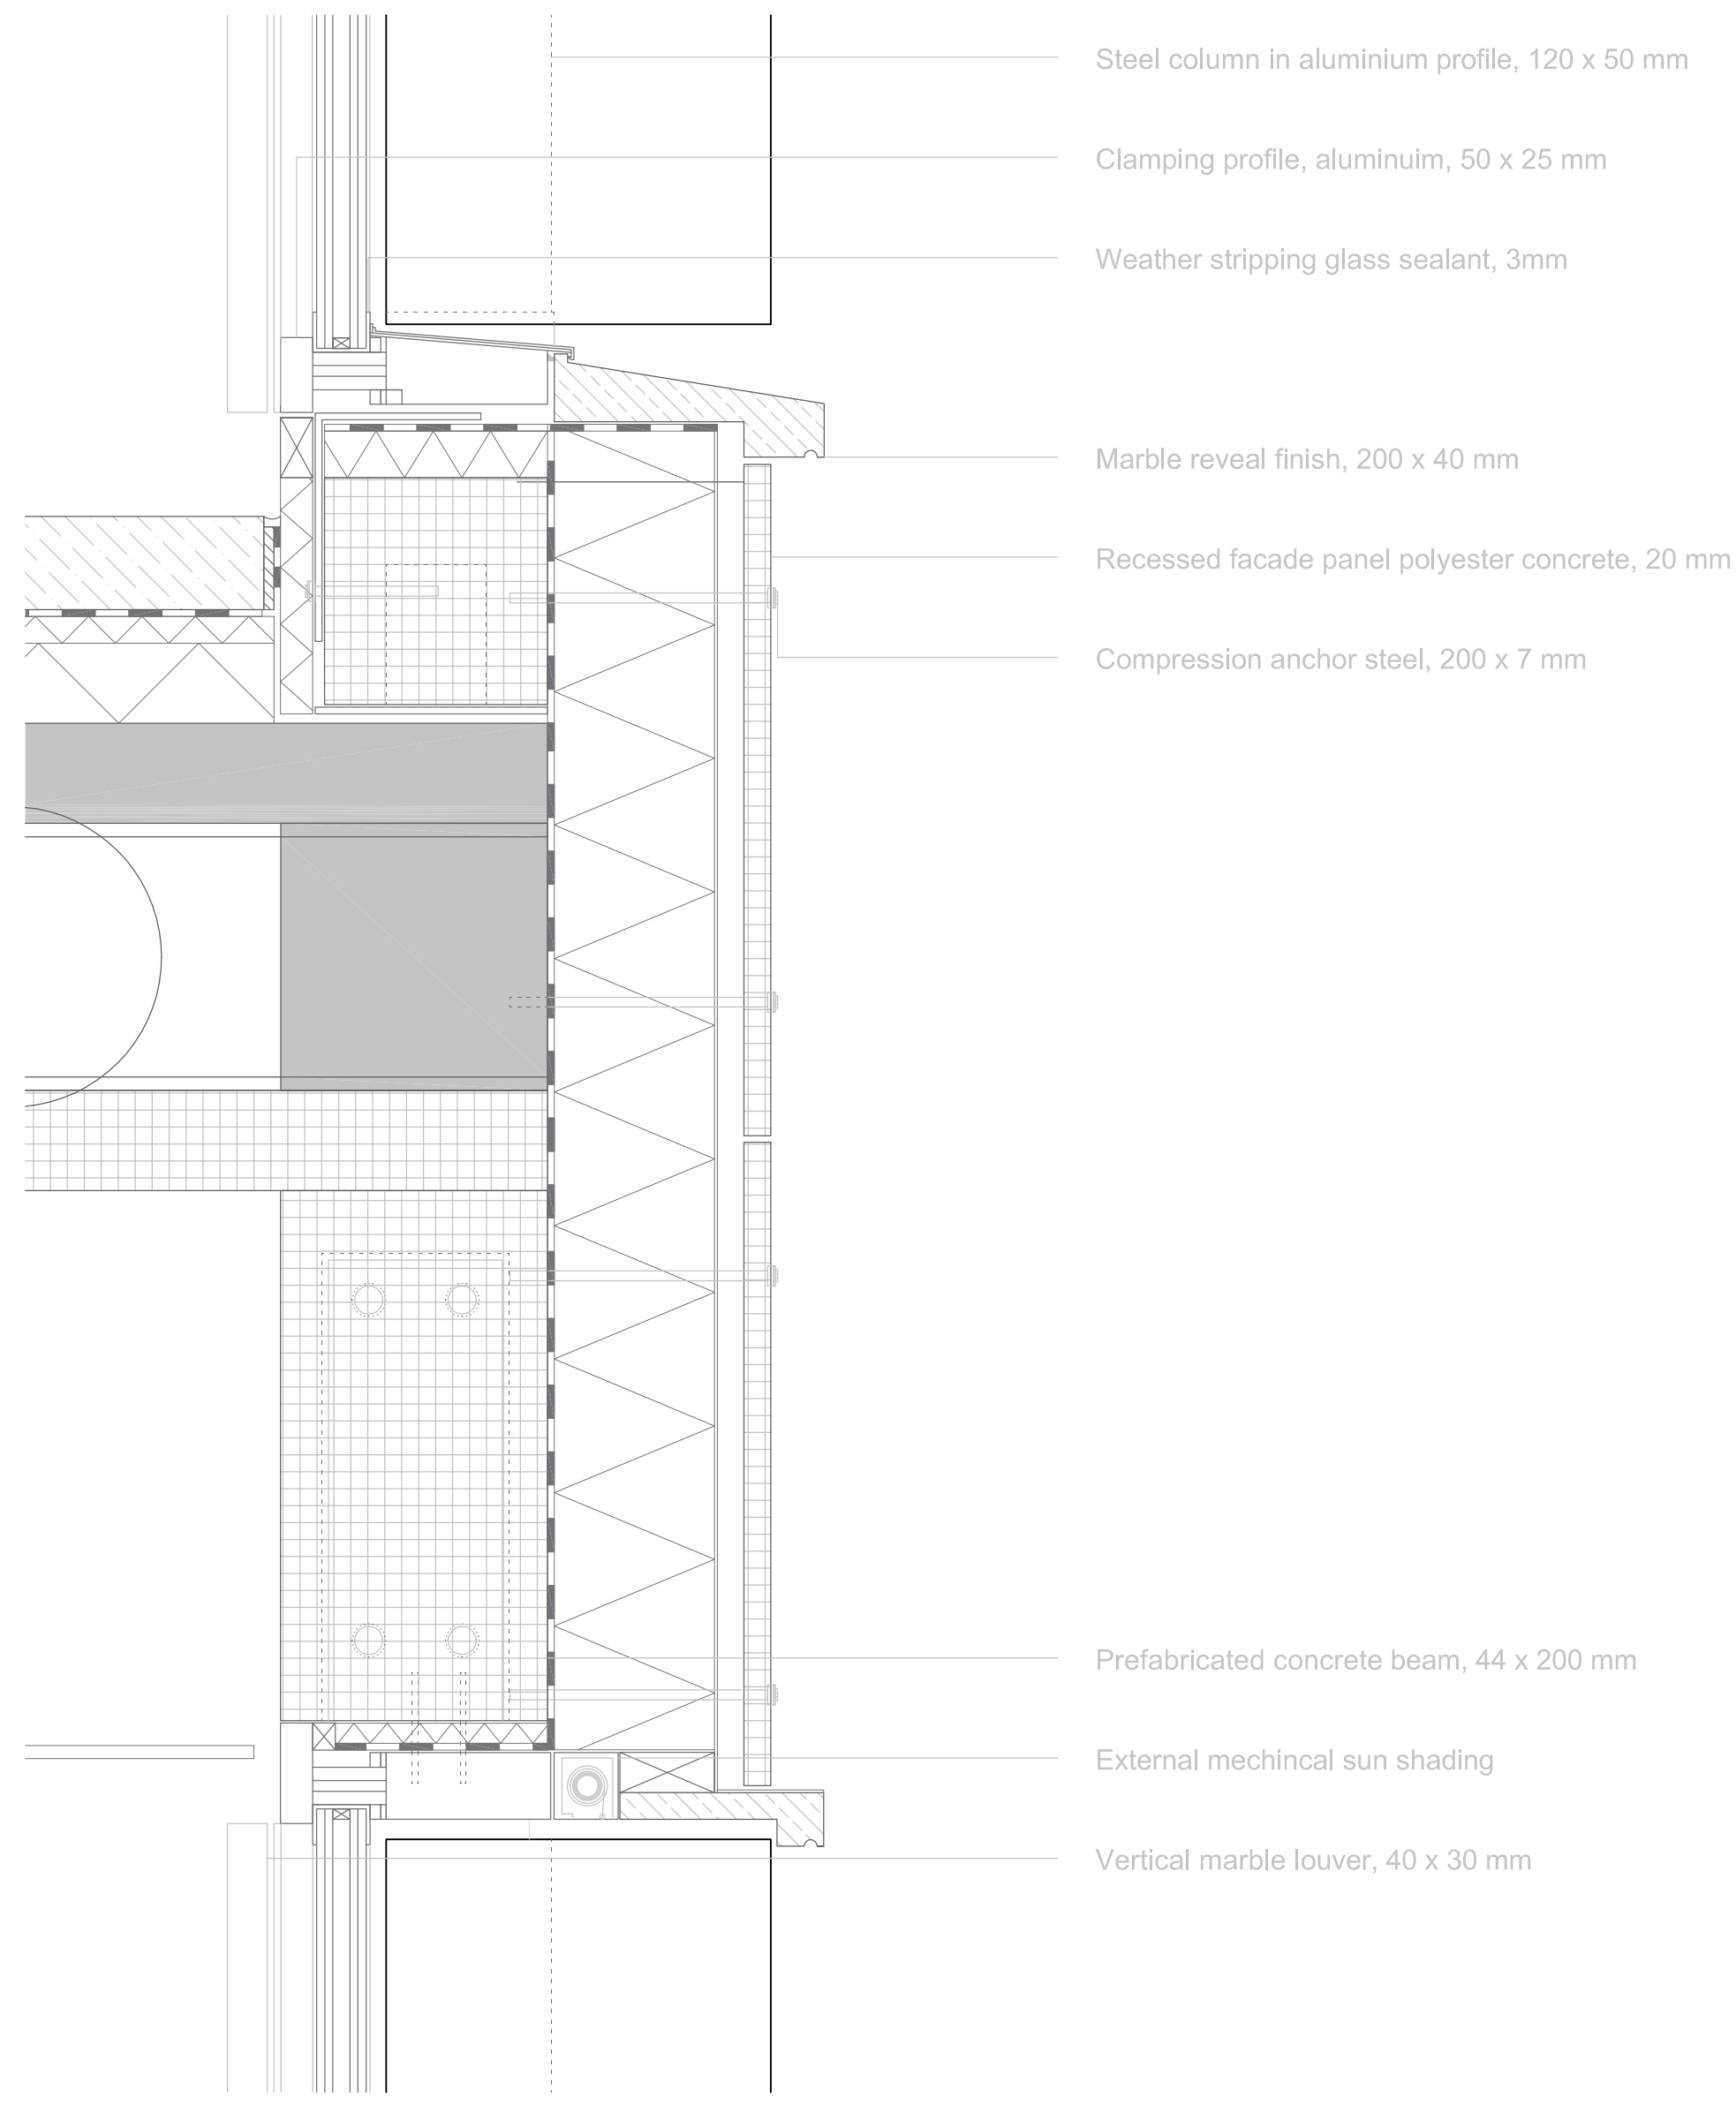 Steel column in aluminium profile, 120 x 50 mm
Clamping profile, aluminuim, 50 x 25 mm
Weather stripping glass sealant, 3mm
Marble reveal finish, 200 x 40 mm
Recessed facade panel polyester concrete, 20 mm
Compression anchor steel, 200 x 7 mm
Prefabricated concrete beam, 44 x 200 mm
External mechincal sun shading
Vertical marble louver, 40 x 30 mm